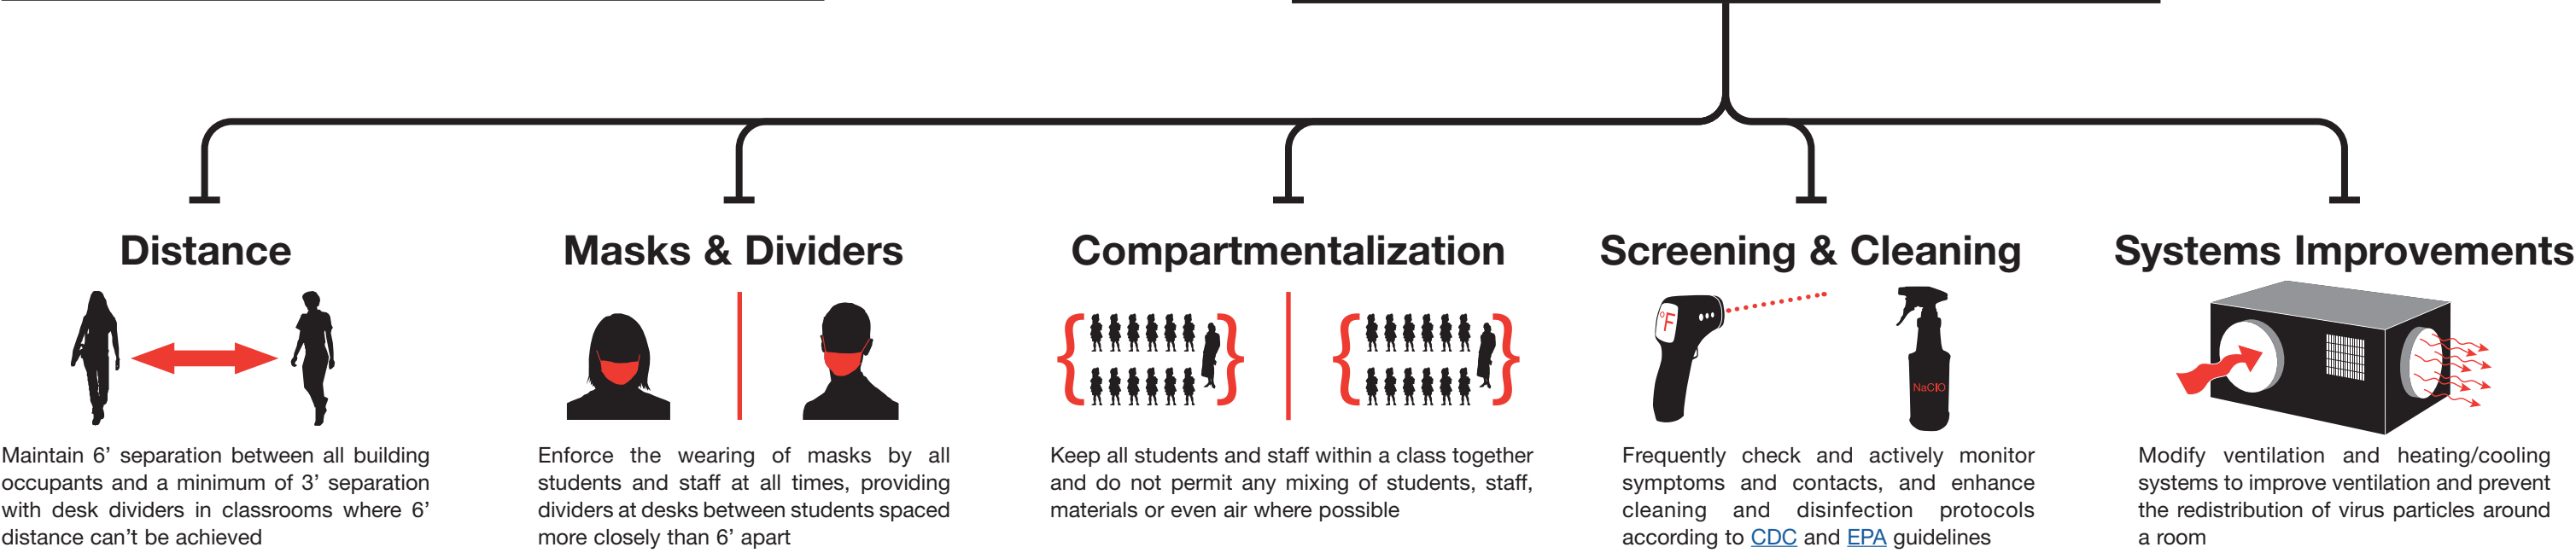 Distance
Maintain 6’ separation between all building
occupants and a minimum of 3’ separation
with desk dividers in classrooms where 6’
distance can’t be achieved
Masks & Dividers
Enforce the wearing of masks by all
students and staff at all times, providing
dividers at desks between students spaced
more closely than 6’ apart
Compartmentalization
Keep all students and staff within a class together
and do not permit any mixing of students, staff,
materials or even air where possible
Screening & Cleaning
°F
NaClO
Frequently check and actively monitor
symptoms and contacts, and enhance
cleaning and disinfection protocols
according to CDC and EPA guidelines
Systems Improvements
Modify ventilation and heating/cooling
systems to improve ventilation and prevent
the redistribution of virus particles around
a room